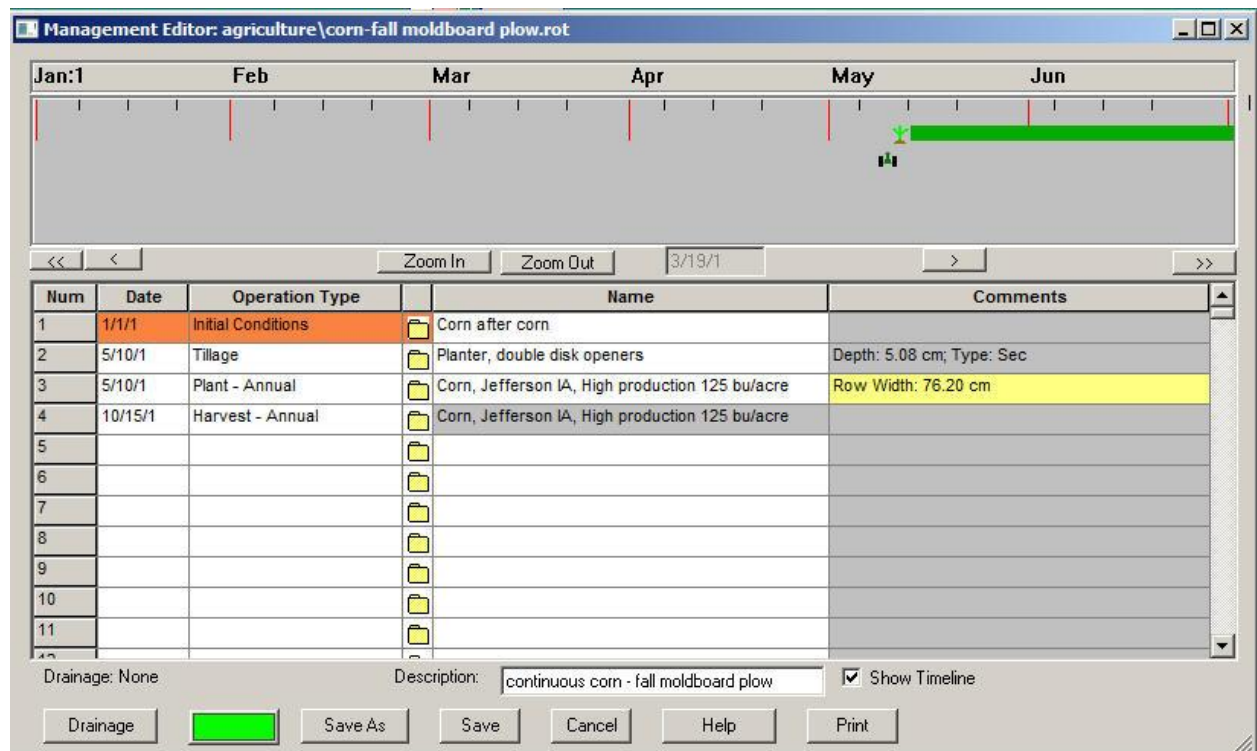 Management Editor: agriculture\corn-fall moldboard plow.rot
Jan:1 Feb Mar Apr May Jun
<< < Zoom In Zoom Out 3/19/1 > >>
Num Date Operation Type Name Comments
1 1/1/1 Initial Conditions Corn after corn
2 5/10/1 Tillage Planter, double disk openers Depth: 5.08 cm; Type: Sec
3 5/10/1 Plant - Annual Corn, Jefferson IA, High production 125 bu/acre Row Width: 76.20 cm
4 10/15/1 Harvest - Annual Corn, Jefferson IA, High production 125 bu/acre
5
6
7
8
9
10
11
Drainage: None Description: continuous corn - fall moldboard plow Show Timeline
Drainage Save As Save Cancel Help Print